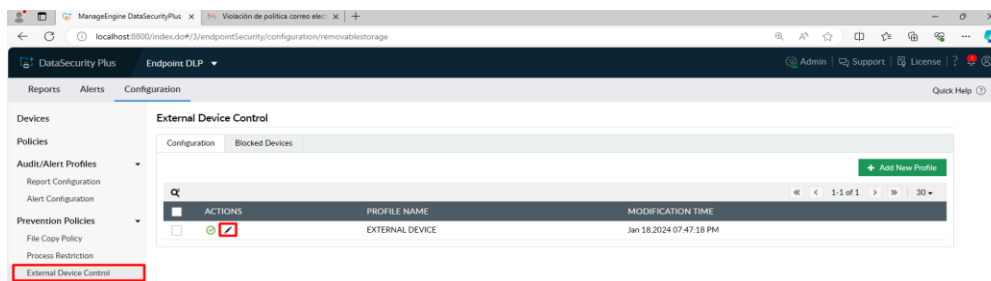 ManageEngine DataSecurityPlus
Violación de política correo elect
localhost:8800/index.do#/3/endpointSecurity/configuration/removablestorage
DataSecurity Plus
Endpoint DLP
Admin | Support | License | ?
Reports Alerts Configuration
Quick Help
Devices
External Device Control
Policies
Configuration Blocked Devices
Audit/Alert Profiles
+ Add New Profile
Report Configuration
1-1 of 1 30
Alert Configuration
ACTIONS PROFILE NAME MODIFICATION TIME
Prevention Policies
EXTERNAL DEVICE Jan 18,2024 07:47:18 PM
File Copy Policy
Process Restriction
External Device Control